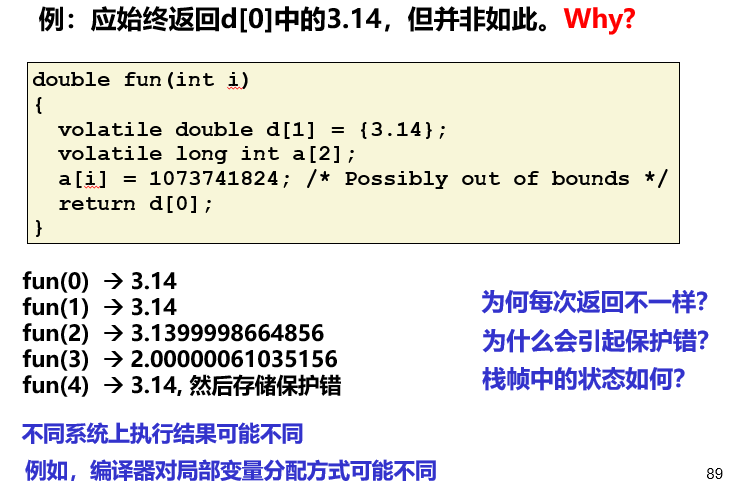 例：应始终返回d[0]中的3.14，但并非如此。Why?
double fun(int i)
{
  volatile double d[1] = {3.14};
  volatile long int a[2];
  a[i] = 1073741824; /* Possibly out of bounds */
  return d[0];
}
fun(0) → 3.14
fun(1) → 3.14
fun(2) → 3.1399998664856
fun(3) → 2.00000061035156
fun(4) → 3.14, 然后存储保护错
为何每次返回不一样?
为什么会引起保护错?
栈帧中的状态如何?
不同系统上执行结果可能不同
例如，编译器对局部变量分配方式可能不同
89